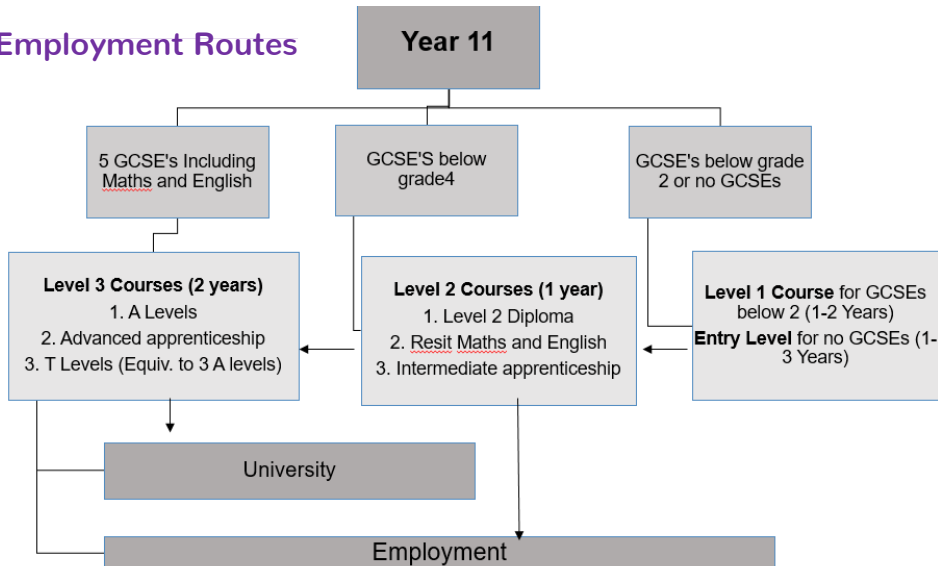 Employment Routes
Year 11
5 GCSE's Including
Maths and English
GCSE'S below
grade4
GCSE's below grade
2 or no GCSEs
Level 3 Courses (2 years)
1. A Levels
2. Advanced apprenticeship
3. T Levels (Equiv. to 3 A levels)
Level 2 Courses (1 year)
1. Level 2 Diploma
2. Resit Maths and English
3. Intermediate apprenticeship
Level 1 Course for GCSEs
below 2 (1-2 Years)
Entry Level for no GCSEs (1-
3 Years)
University
Employment